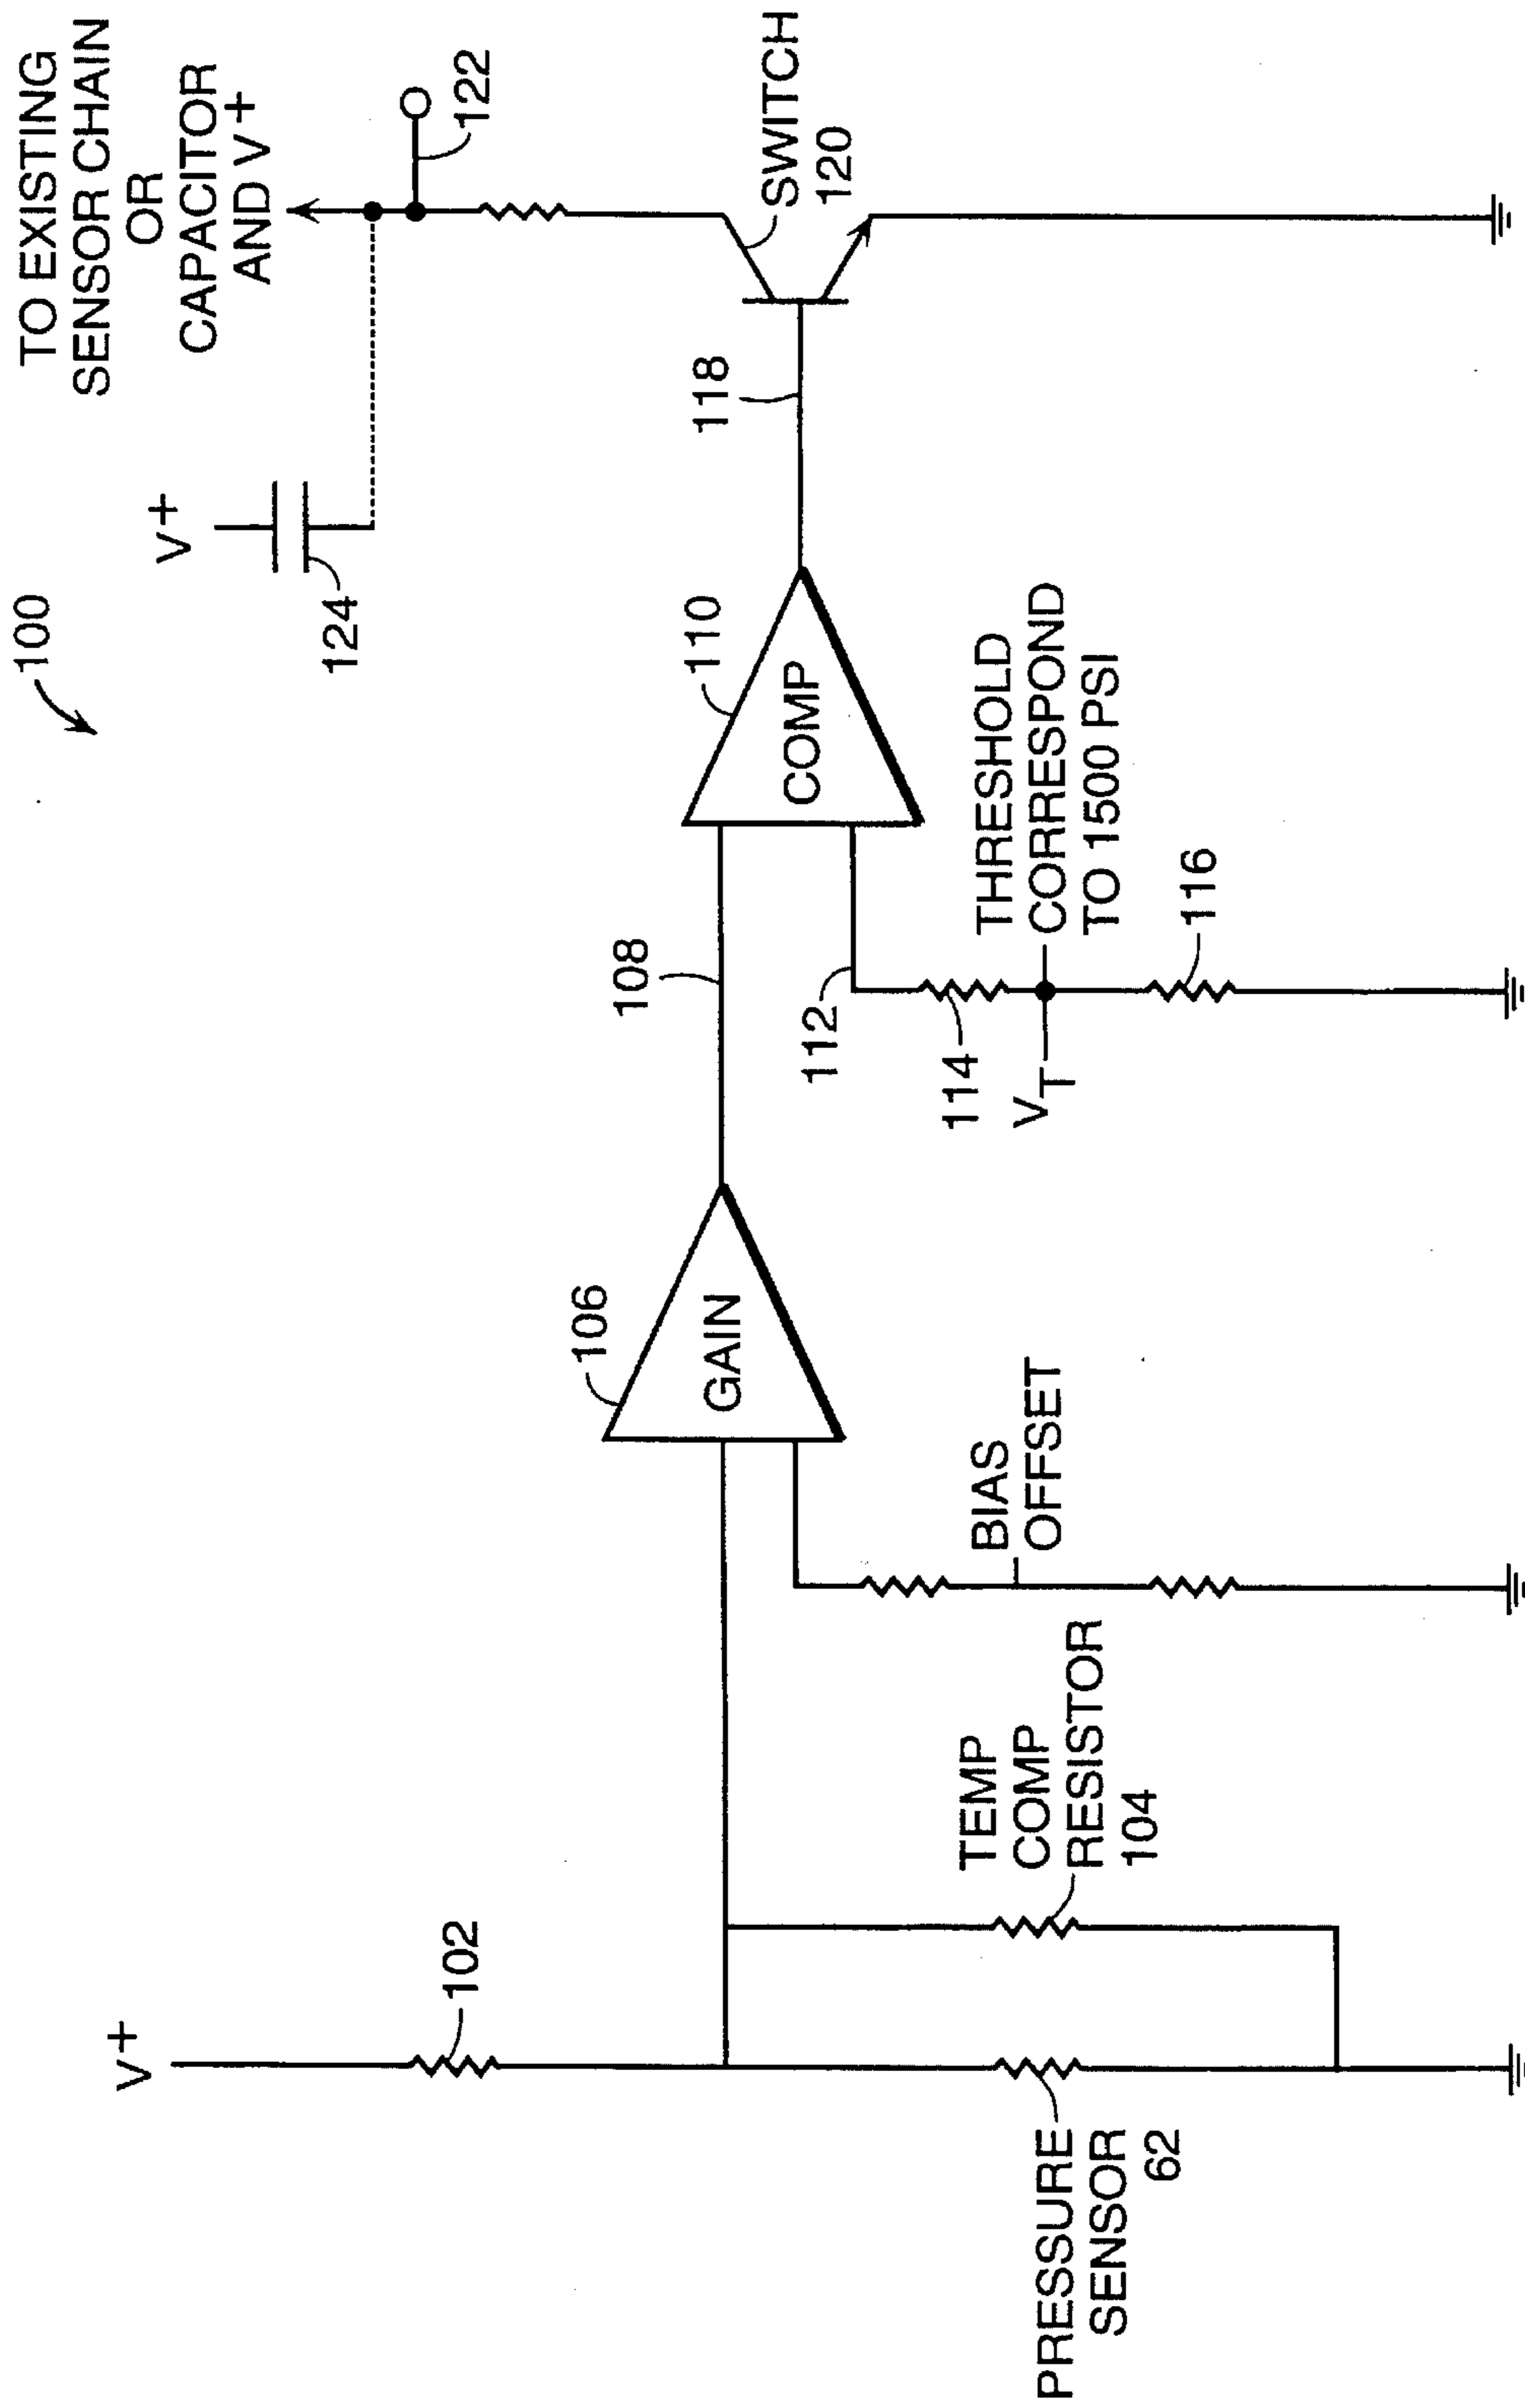 100
TO EXISTING
SENSOR CHAIN
OR
CAPACITOR
AND V+
V+
124
122
V+
102
106
GAIN
108
110
COMP
118
SWITCH
120
PRESSURE
SENSOR
62
TEMP
COMP
RESISTOR
104
BIAS
OFFSET
112
114
VT
THRESHOLD
CORRESPOND
TO 1500 PSI
116